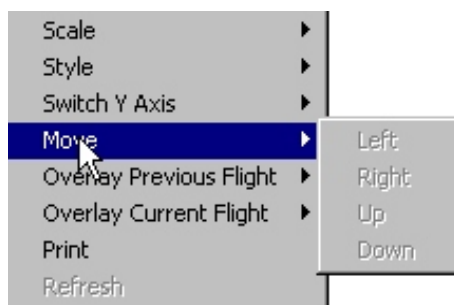 Scale
Style
Switch Y Axis
Move
Left
Overlay Previous Flight
Right
Overlay Current Flight
Up
Print
Down
Refresh